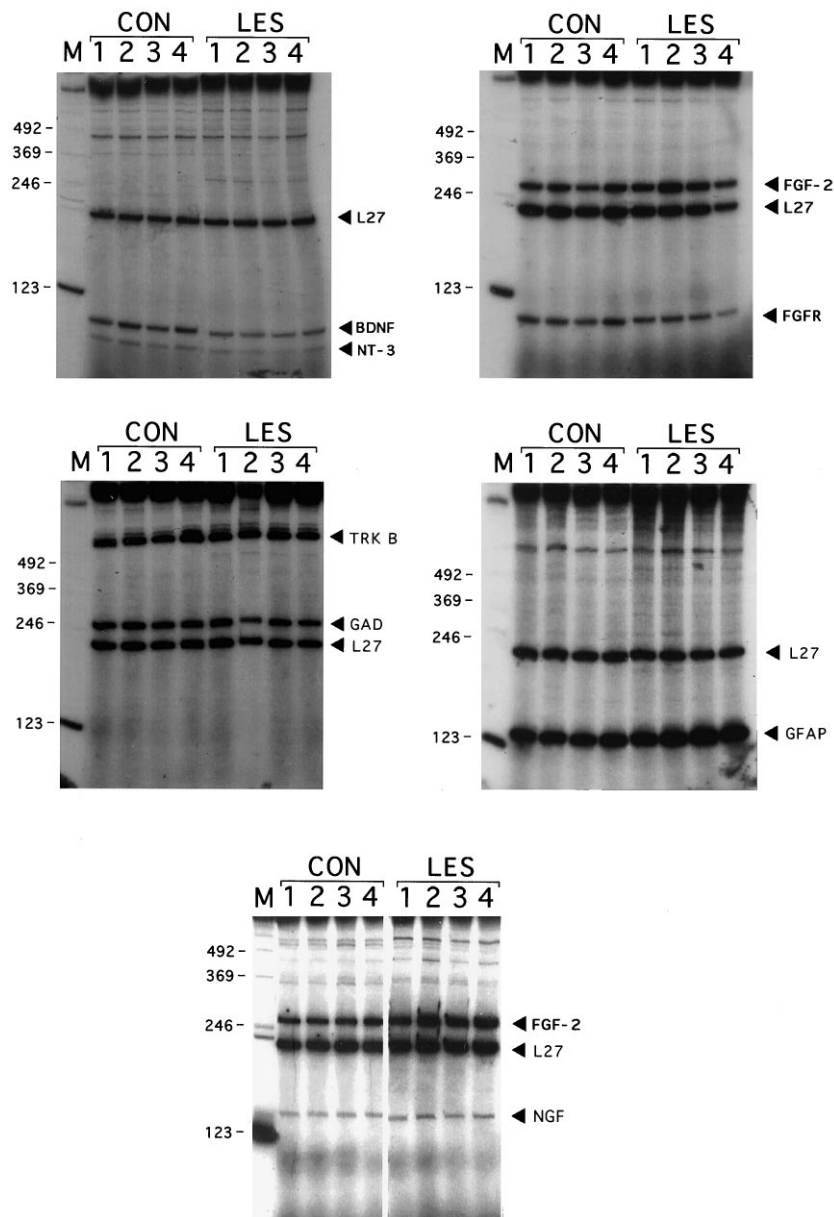 CON LES
M 1 2 3 4 1 2 3 4
492
369
246
L27
123
BDNF
NT-3
CON LES
M 1 2 3 4 1 2 3 4
492
369
246
FGF-2
L27
123
FGFR
CON LES
M 1 2 3 4 1 2 3 4
TRK B
492
369
246
GAD
L27
123
CON LES
M 1 2 3 4 1 2 3 4
492
369
246
L27
123
GFAP
CON LES
M 1 2 3 4 1 2 3 4
492
369
246
FGF-2
L27
NGF
123